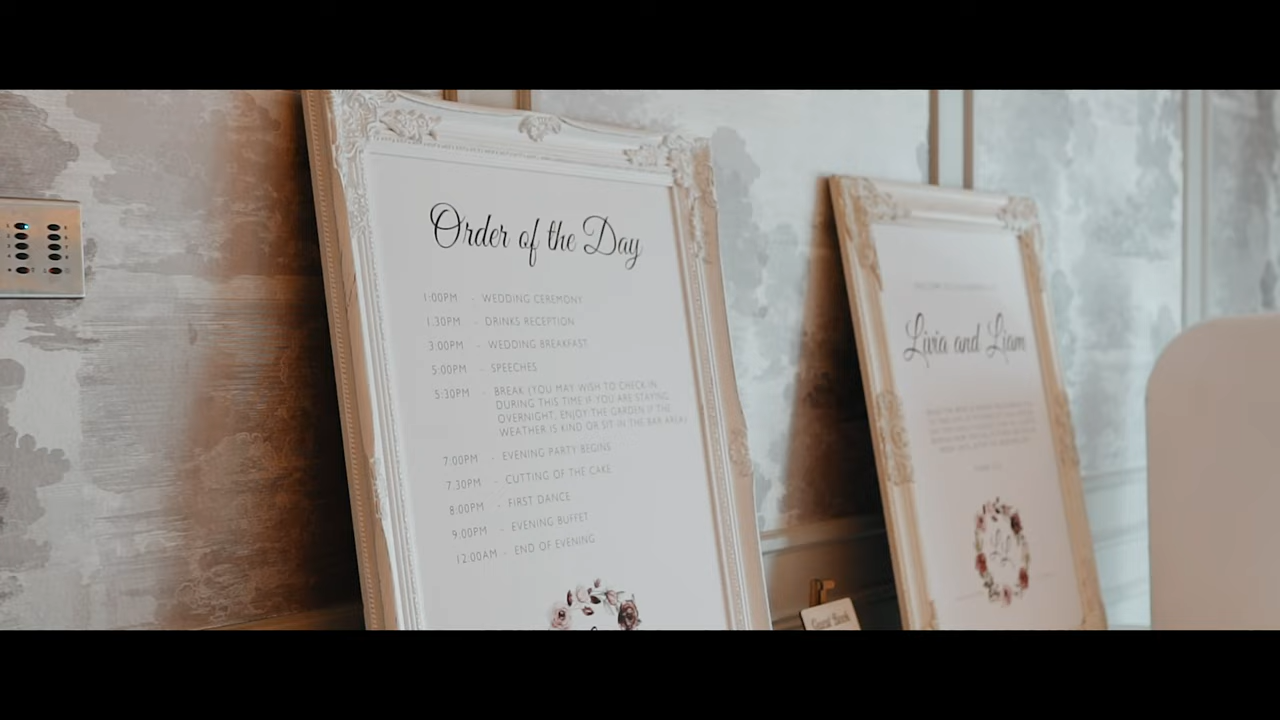 Order of the Day
1:00PM - WEDDING CEREMONY
1.30PM - DRINKS RECEPTION
3.00PM - WEDDING BREAKFAST
5:00PM - SPEECHES
5:30PM - BREAK (YOU MAY WISH TO CHECK IN
DURING THIS TIME IF YOU ARE STAYING
OVERNIGHT, ENJOY THE GARDEN IF THE
WEATHER IS KIND OR SIT IN THE BAR AREA)
7:00PM - EVENING PARTY BEGINS
7.30PM - CUTTING OF THE CAKE
8:00PM - FIRST DANCE
9:00PM - EVENING BUFFET
12:00AM - END OF EVENING
Livia and Liam
Guest Book